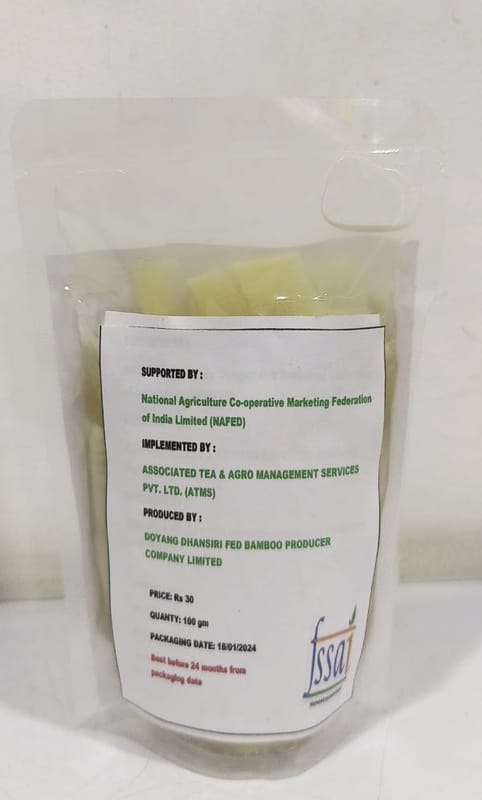 SUPPORTED BY :
National Agriculture Co-operative Marketing Federation
of India Limited (NAFED)
IMPLEMENTED BY :
ASSOCIATED TEA & AGRO MANAGEMENT SERVICES
PVT. LTD. (ATMS)
PRODUCED BY :
DOYANG DHANSIRI FED BAMBOO PRODUCER
COMPANY LIMITED
PRICE: Rs 30
QUANTY: 100 gm
PACKAGING DATE: 18/01/2024
Best before 24 months from
packaging date
fssai